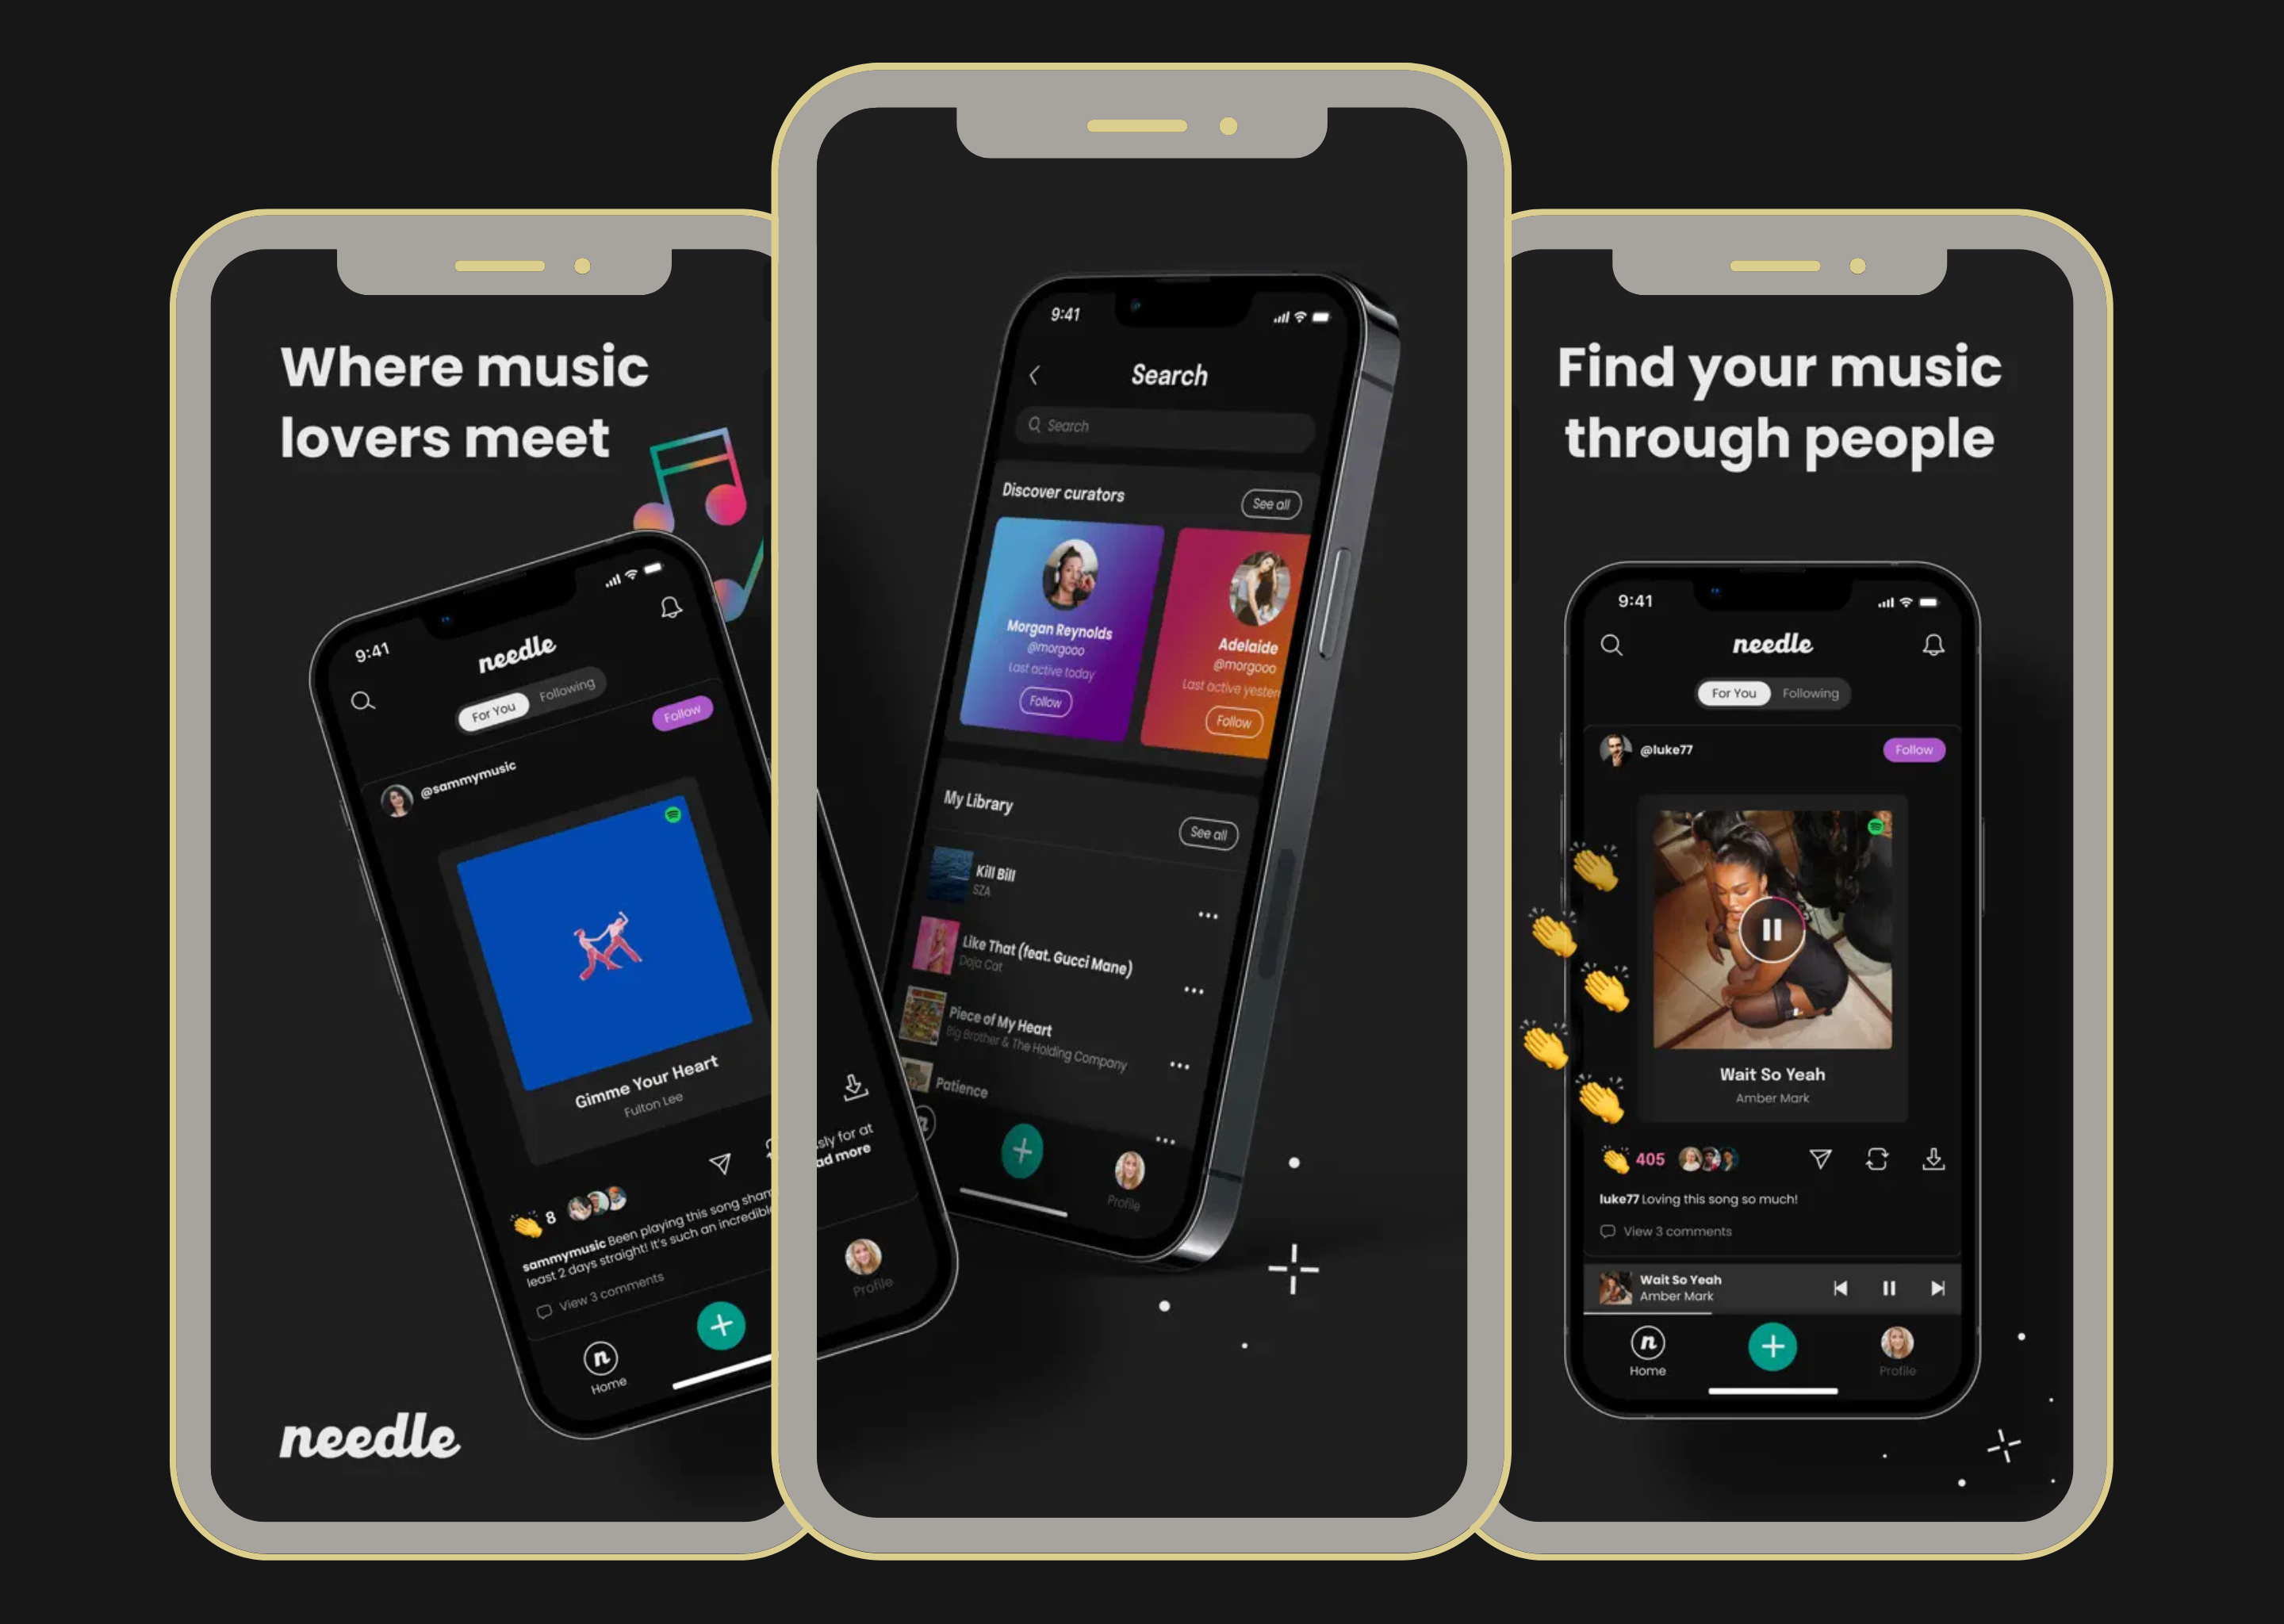 Where music
lovers meet
9:41
needle
For You
Following
Follow
@sammymusic
Gimme Your Heart
Fulton Lee
8
sammymusic Been playing this song sham
least 2 days straight! It's such an incredible
View 3 comments
Home
needle
9:41
Search
Search
Discover curators
See all
Morgan Reynolds
@morgooo
Last active today
Follow
Adelaide
@morgooo
Last active yester
Follow
My Library
See all
Kill Bill
SZA
Like That (feat. Gucci Mane)
Doja Cat
Piece of My Heart
Big Brother & The Holding Company
Patience
n
Profile
sly for at
ad more
Profile
Find your music
through people
9:41
needle
For You
Following
@luke77
Follow
Wait So Yeah
Amber Mark
405
luke77 Loving this song so much!
View 3 comments
Wait So Yeah
Amber Mark
n
Home
Profile